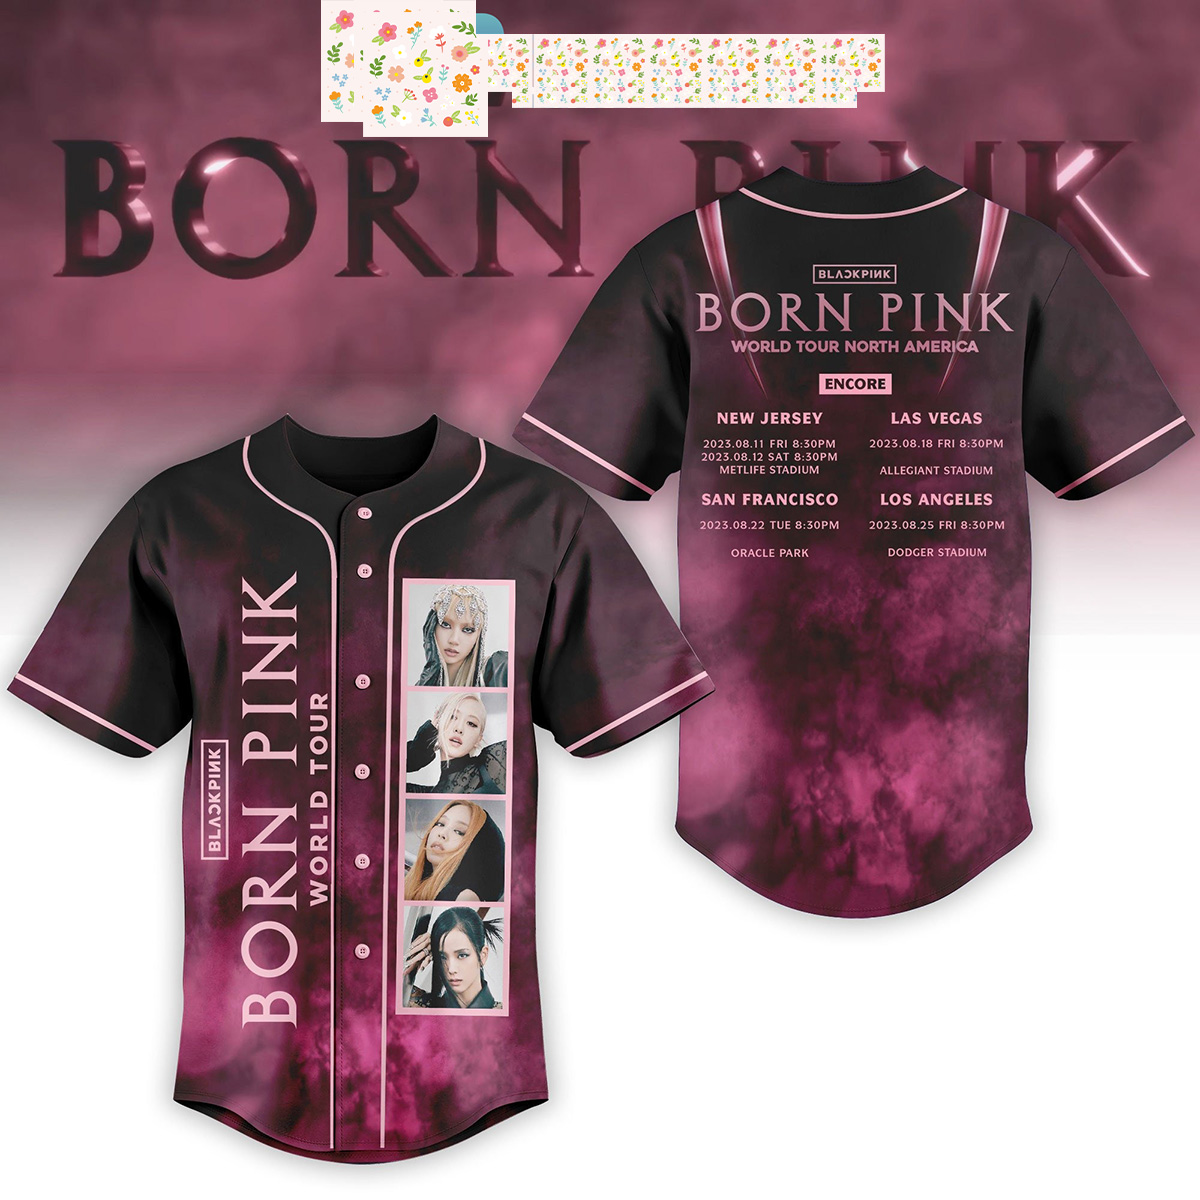 BORN PINK
BLACKPINK
BORN PINK
WORLD TOUR NORTH AMERICA
ENCORE
NEW JERSEY
2023.08.11 FRI 8:30PM
2023.08.12 SAT 8:30PM
METLIFE STADIUM
LAS VEGAS
2023.08.18 FRI 8:30PM
ALLEGIANT STADIUM
SAN FRANCISCO
2023.08.22 TUE 8:30PM
ORACLE PARK
LOS ANGELES
2023.08.25 FRI 8:30PM
DODGER STADIUM
BLACKPINK
BORN PINK
WORLD TOUR